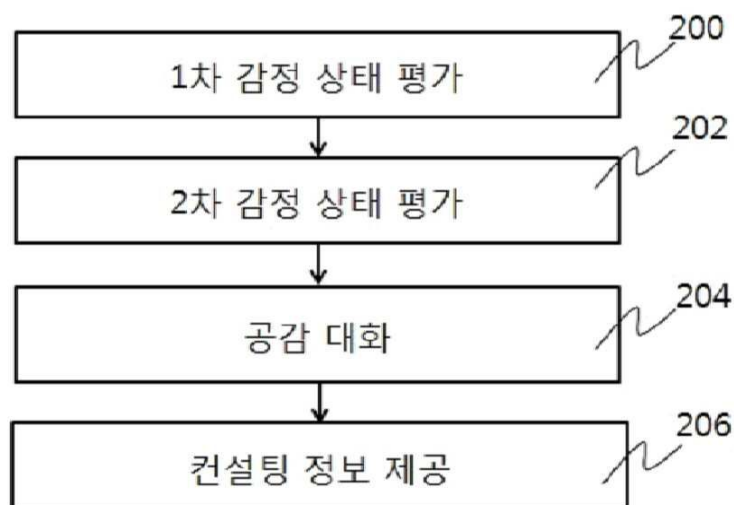 200
1차 감정 상태 평가
202
2차 감정 상태 평가
204
공감 대화
206
컨설팅 정보 제공